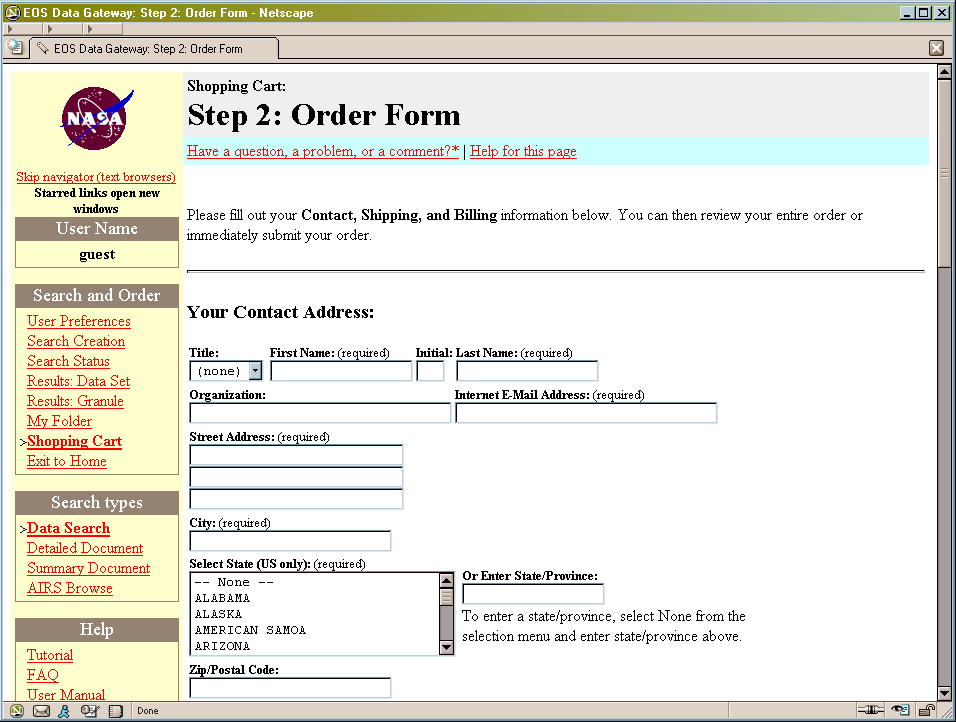 EOS Data Gateway: Step 2: Order Form - Netscape
EOS Data Gateway: Step 2: Order Form
NASA
Skip navigator (text browsers)
Starred links open new
windows
User Name
guest
Search and Order
User Preferences
Search Creation
Search Status
Results: Data Set
Results: Granule
My Folder
>Shopping Cart
Exit to Home
Search types
>Data Search
Detailed Document
Summary Document
AIRS Browse
Help
Tutorial
FAQ
User Manual
Shopping Cart:
Step 2: Order Form
Have a question, a problem, or a comment?* | Help for this page
Please fill out your Contact, Shipping, and Billing information below. You can then review your entire order or
immediately submit your order.
Your Contact Address:
Title: First Name: (required) Initial: Last Name: (required)
(none)
Organization: Internet E-Mail Address: (required)
Street Address: (required)
City: (required)
Select State (US only): (required)
-- None --
ALABAMA
ALASKA
AMERICAN SAMOA
ARIZONA
Or Enter State/Province:
To enter a state/province, select None from the
selection menu and enter state/province above.
Zip/Postal Code:
Done